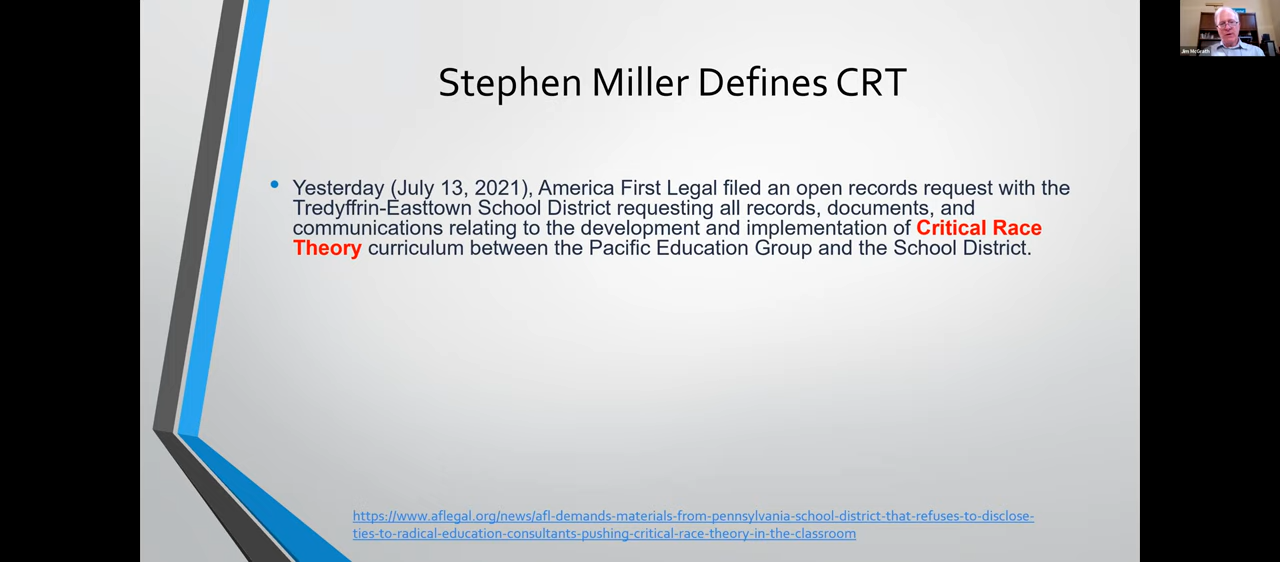 Jim McGrath
Stephen Miller Defines CRT
• Yesterday (July 13, 2021), America First Legal filed an open records request with the
Tredyffrin-Easttown School District requesting all records, documents, and
communications relating to the development and implementation of Critical Race
Theory curriculum between the Pacific Education Group and the School District.
https://www.aflegal.org/news/afl-demands-materials-from-pennsylvania-school-district-that-refuses-to-disclose-
ties-to-radical-education-consultants-pushing-critical-race-theory-in-the-classroom